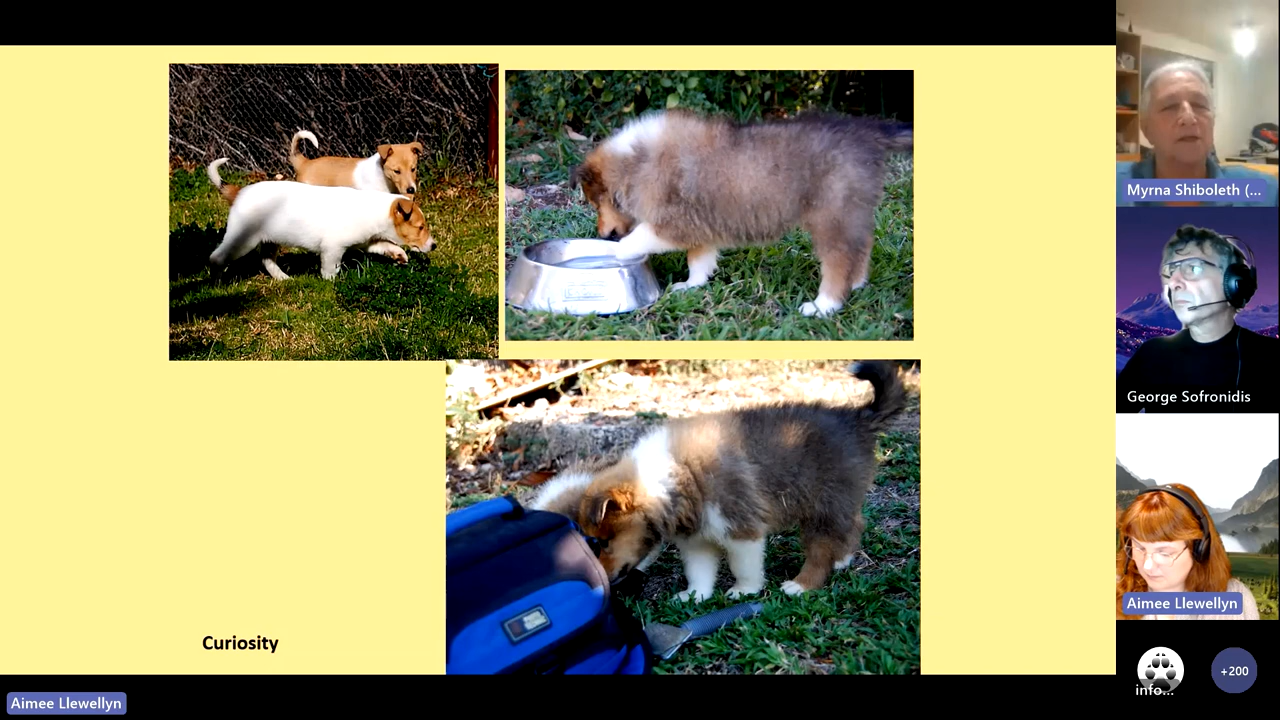 Curiosity
Myrna Shiboleth (...
George Sofronidis
Aimee Llewellyn
info...
+200
Aimee Llewellyn